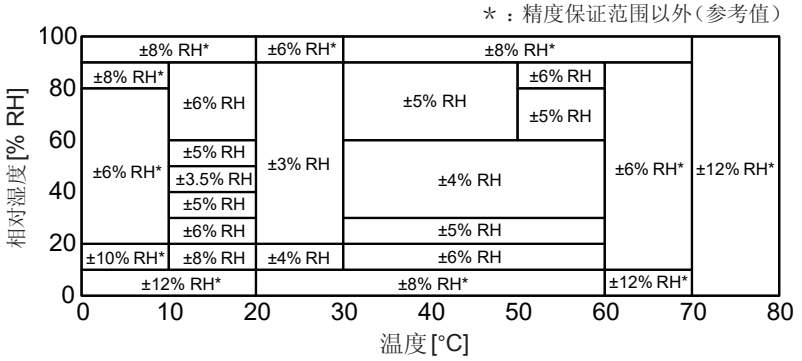 * ：精度保证范围以外(参考值)
相对湿度[% RH]
100
±8% RH* ±6% RH* ±8% RH*
±8% RH* ±6% RH
80
±6% RH ±5% RH
±5% RH
60
±5% RH
±6% RH* ±3% RH ±6% RH* ±12% RH*
±3.5% RH ±4% RH
40
±5% RH
±6% RH ±5% RH
20
±10% RH* ±8% RH ±4% RH ±6% RH
±12% RH* ±8% RH* ±12% RH*
0
0 10 20 30 40 50 60 70 80
温度[°C]